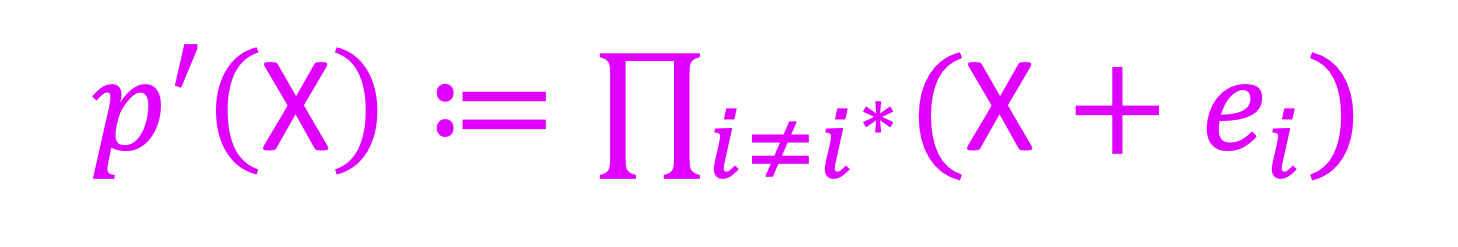 p′(X) ≔ ∏_{i≠i*}(X + e_i)